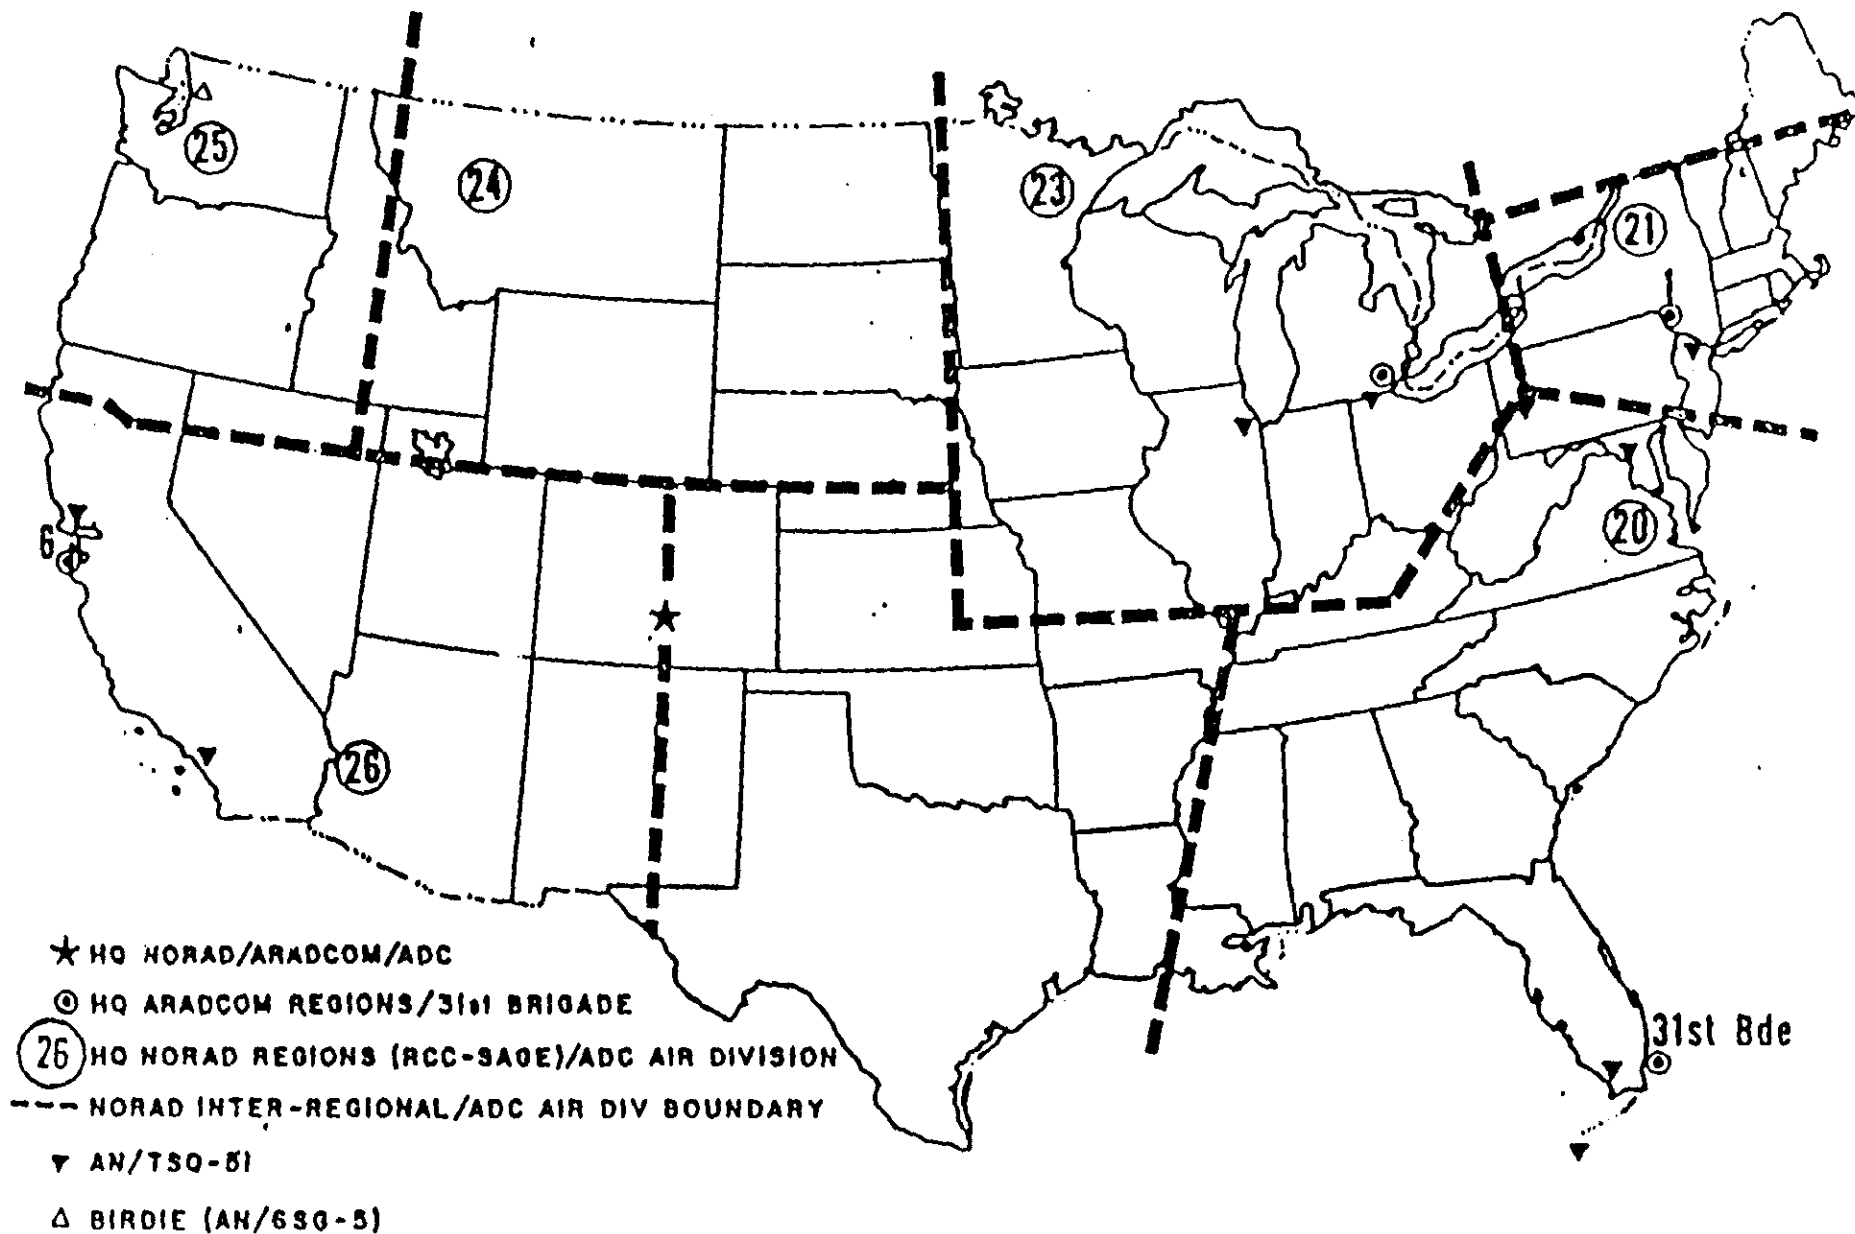 25
24
23
21
20
6
26
31st Bde
HQ NORAD/ARADCOM/ADC
HQ ARADCOM REGIONS/31st BRIGADE
26 HQ NORAD REGIONS (RCC-SAGE)/ADC AIR DIVISION
NORAD INTER-REGIONAL/ADC AIR DIV BOUNDARY
AN/TSQ-51
BIRDIE (AN/GSG-5)